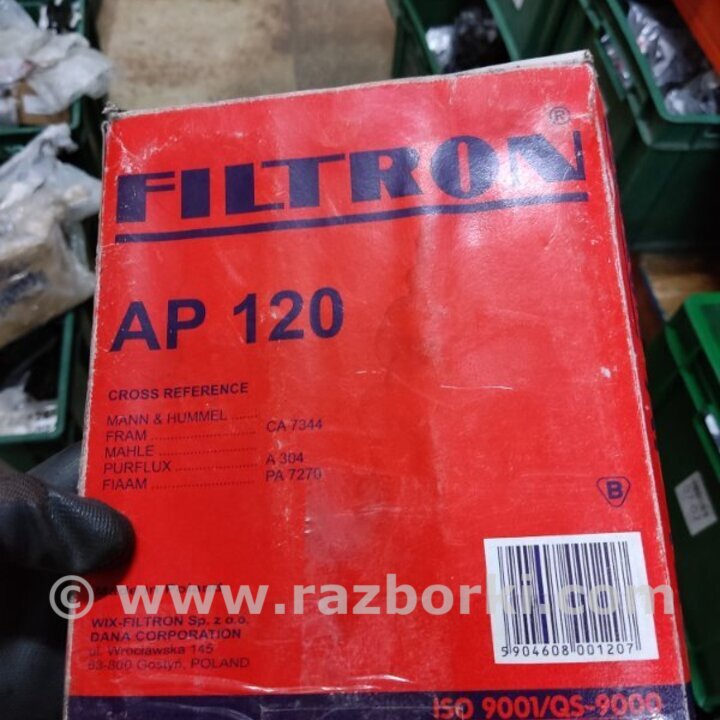 FILTRON®
AP 120
CROSS REFERENCE
MANN & HUMMEL ......
FRAM .................... CA 7344
MAHLE ..................
PURFLUX ............... A 304
FIAAM .................... PA 7270
B
© www.razborki.com
WIX-FILTRON Sp. z o.o.
DANA CORPORATION
ul. Wrocławska 145
63-800 Gostyń, POLAND
5904608001207
ISO 9001/QS-9000